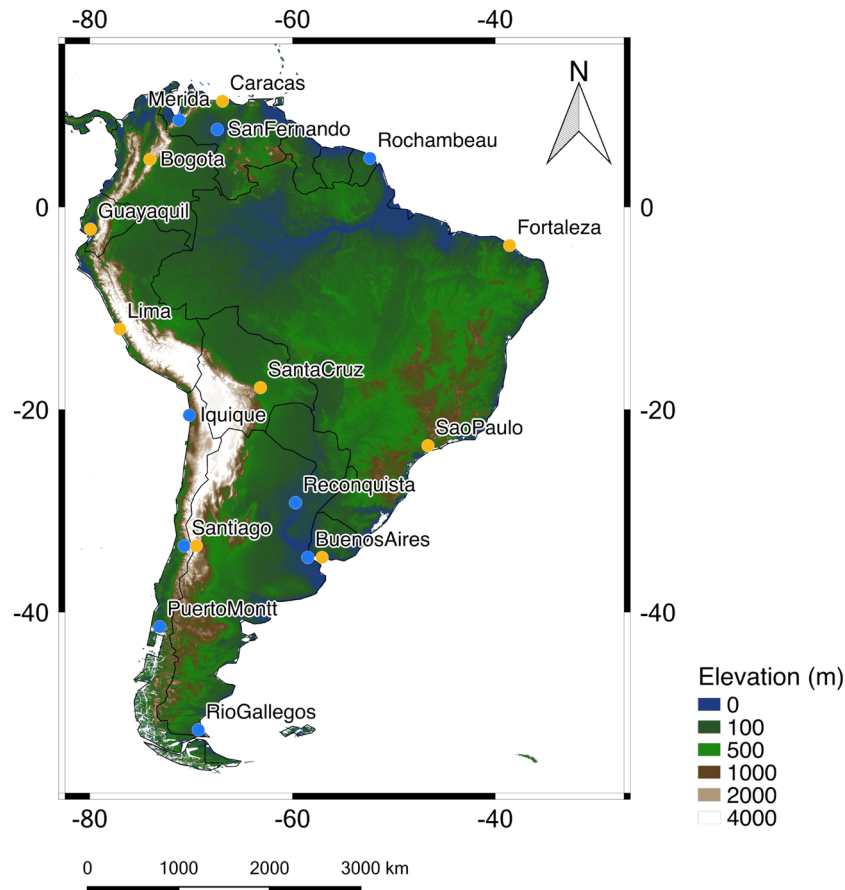 -80 -60 -40
N
Caracas
Merida
SanFernando
Rochambeau
Bogota
0 0
Guayaquil
Fortaleza
Lima
SantaCruz
-20 -20
Iquique
SaoPaulo
Reconquista
Santiago
BuenosAires
-40 -40
PuertoMontt
RioGallegos
Elevation (m)
0
100
500
1000
2000
4000
-80 -60 -40
0 1000 2000 3000 km